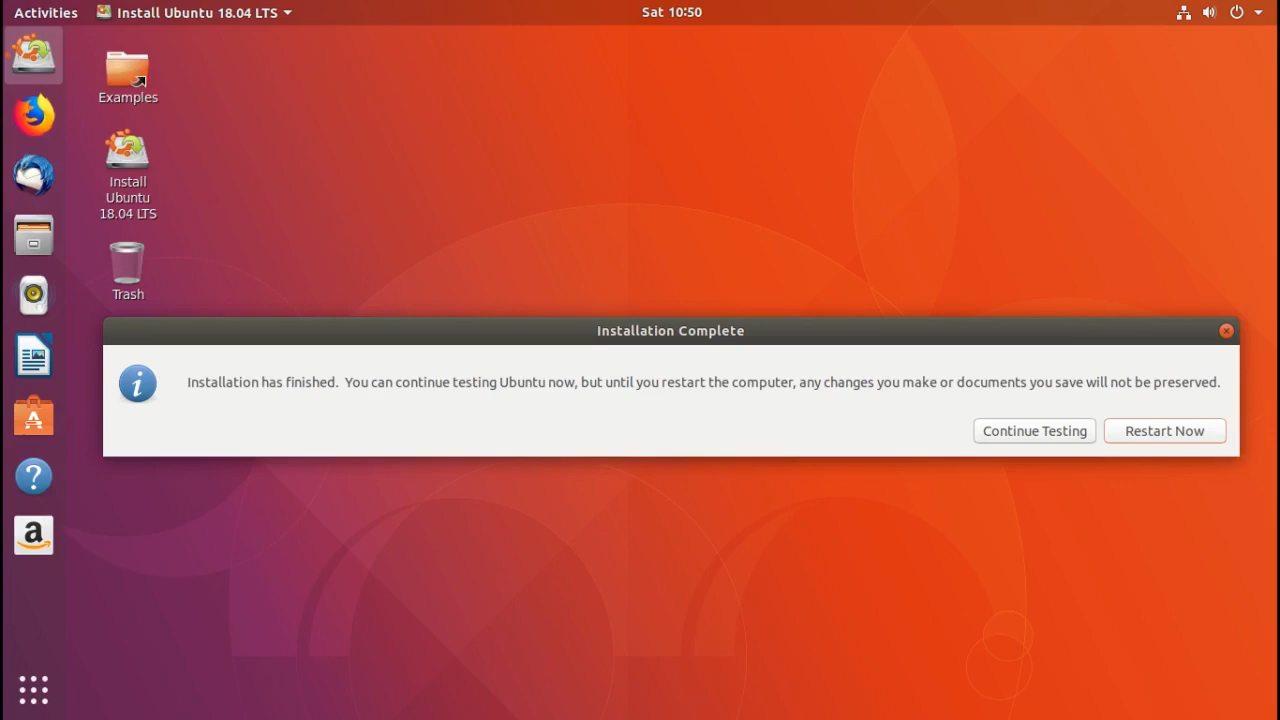 Activities
Install Ubuntu 18.04 LTS
Sat 10:50
Examples
Install
Ubuntu
18.04 LTS
Trash
Installation Complete
Installation has finished.  You can continue testing Ubuntu now, but until you restart the computer, any changes you make or documents you save will not be preserved.
Continue Testing
Restart Now